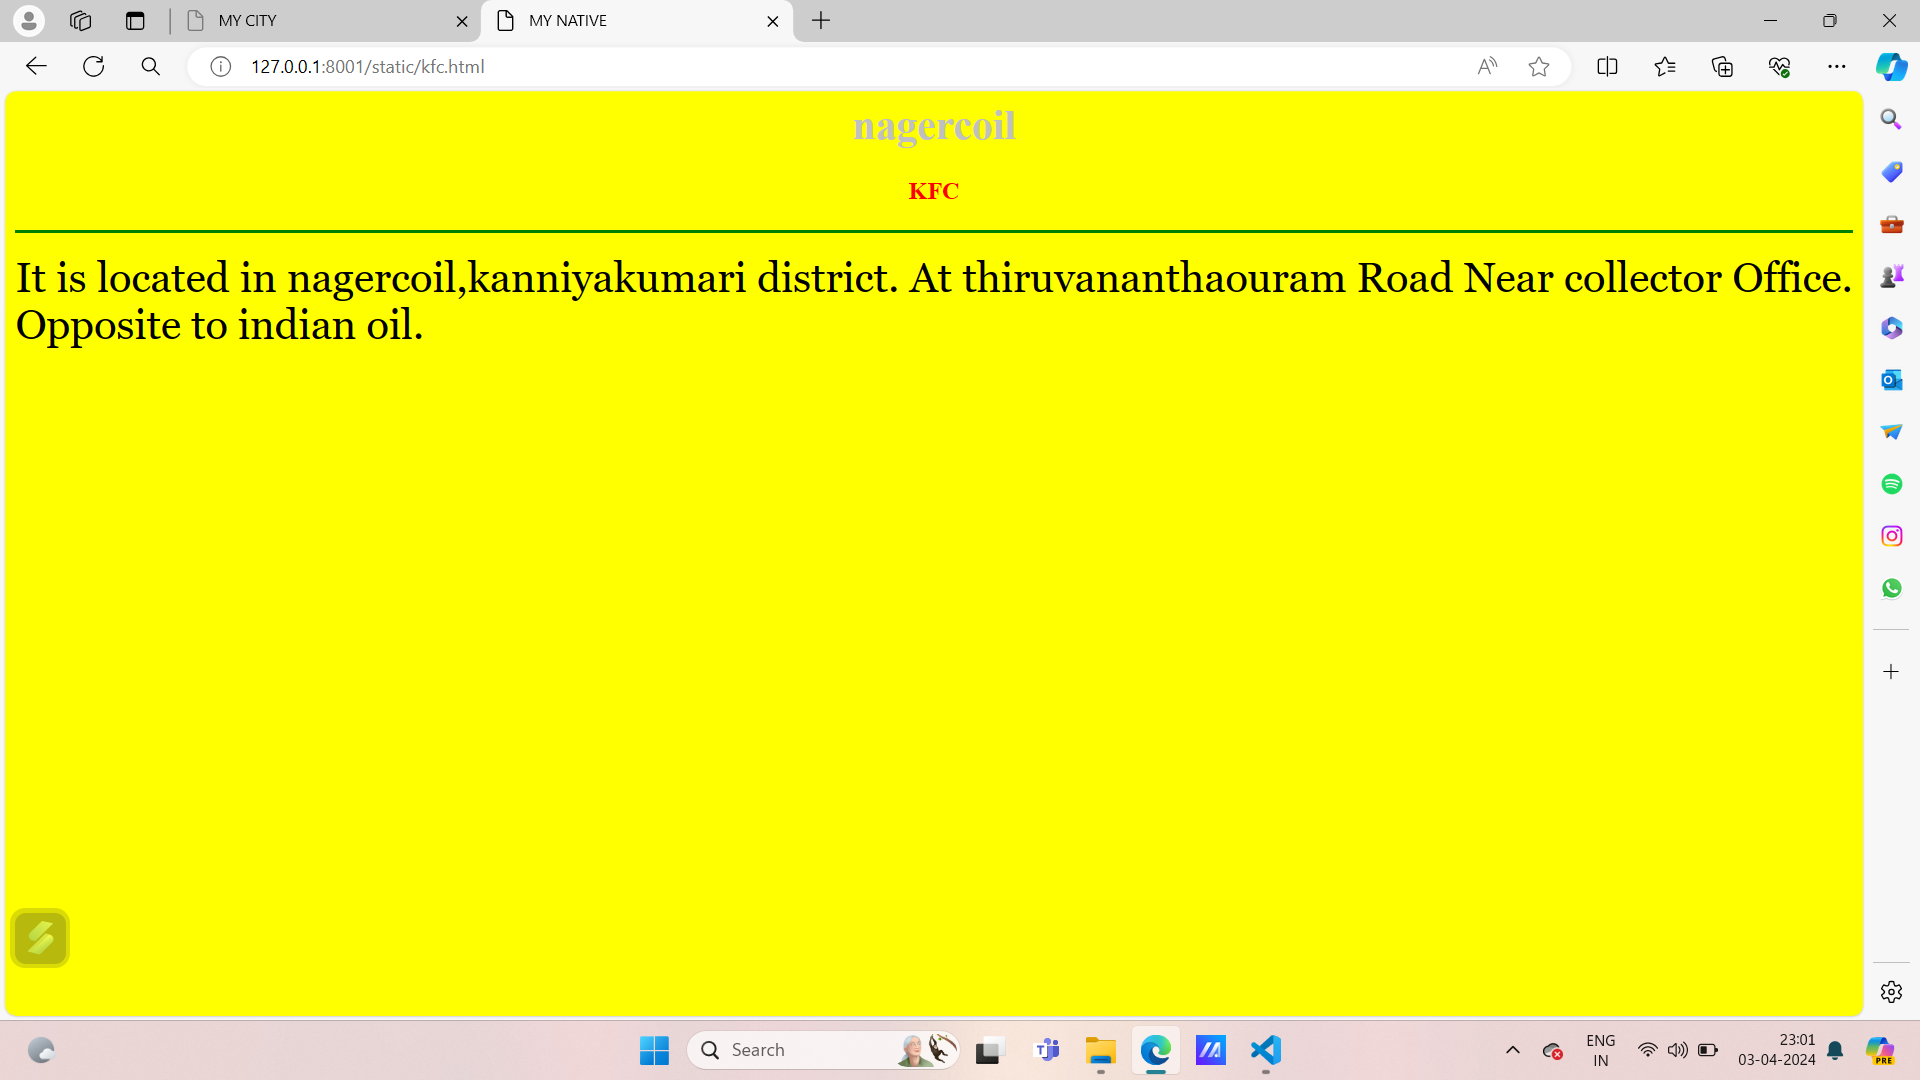 MY CITY
MY NATIVE
127.0.0.1:8001/static/kfc.html
nagercoil
KFC
It is located in nagercoil,kanniyakumari district. At thiruvananthaouram Road Near collector Office.
Opposite to indian oil.
Search
ENG
IN
23:01
03-04-2024
PRE